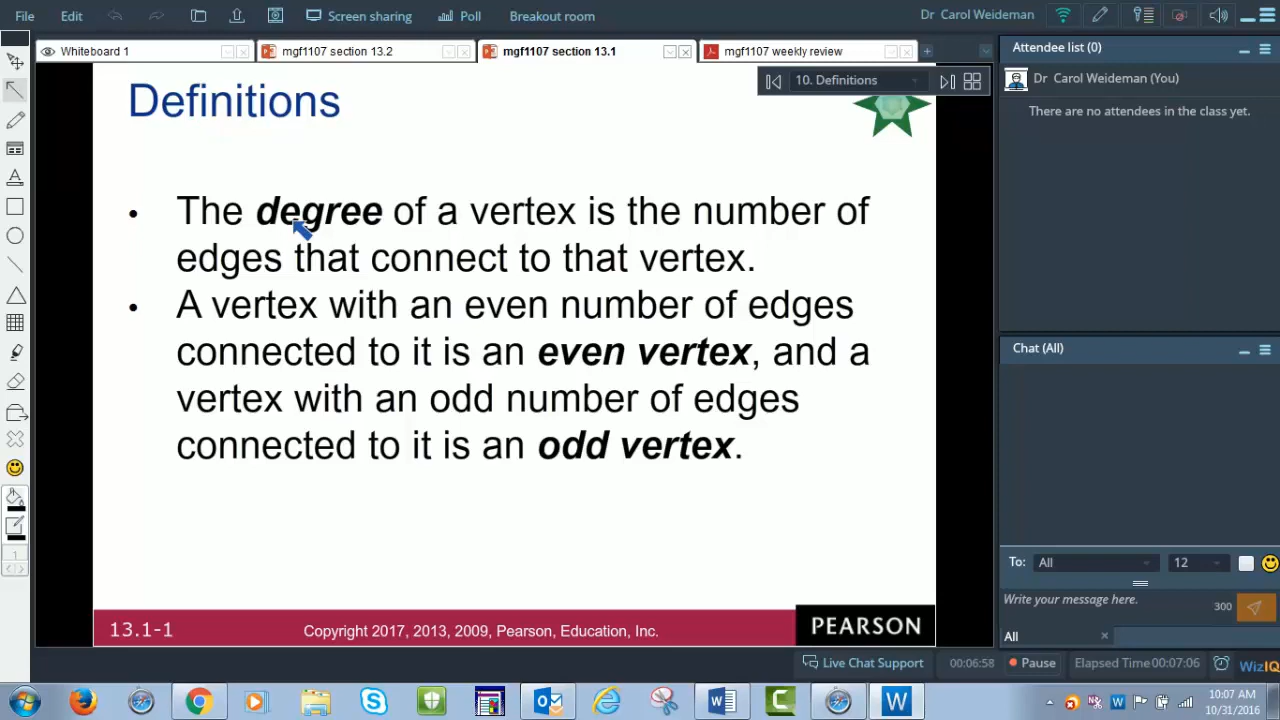 File Edit Screen sharing Poll Breakout room Dr Carol Weideman
Whiteboard 1 mgf1107 section 13.2 mgf1107 section 13.1 mgf1107 weekly review
Attendee list (0)
10. Definitions
Dr Carol Weideman (You)
There are no attendees in the class yet.
Definitions
• The degree of a vertex is the number of
edges that connect to that vertex.
• A vertex with an even number of edges
connected to it is an even vertex, and a
vertex with an odd number of edges
connected to it is an odd vertex.
Chat (All)
To: All 12
Write your message here. 300
All
13.1-1 Copyright 2017, 2013, 2009, Pearson, Education, Inc. PEARSON
1
Live Chat Support 00:06:58 Pause Elapsed Time 00:07:06 WizIQ
10:07 AM
10/31/2016